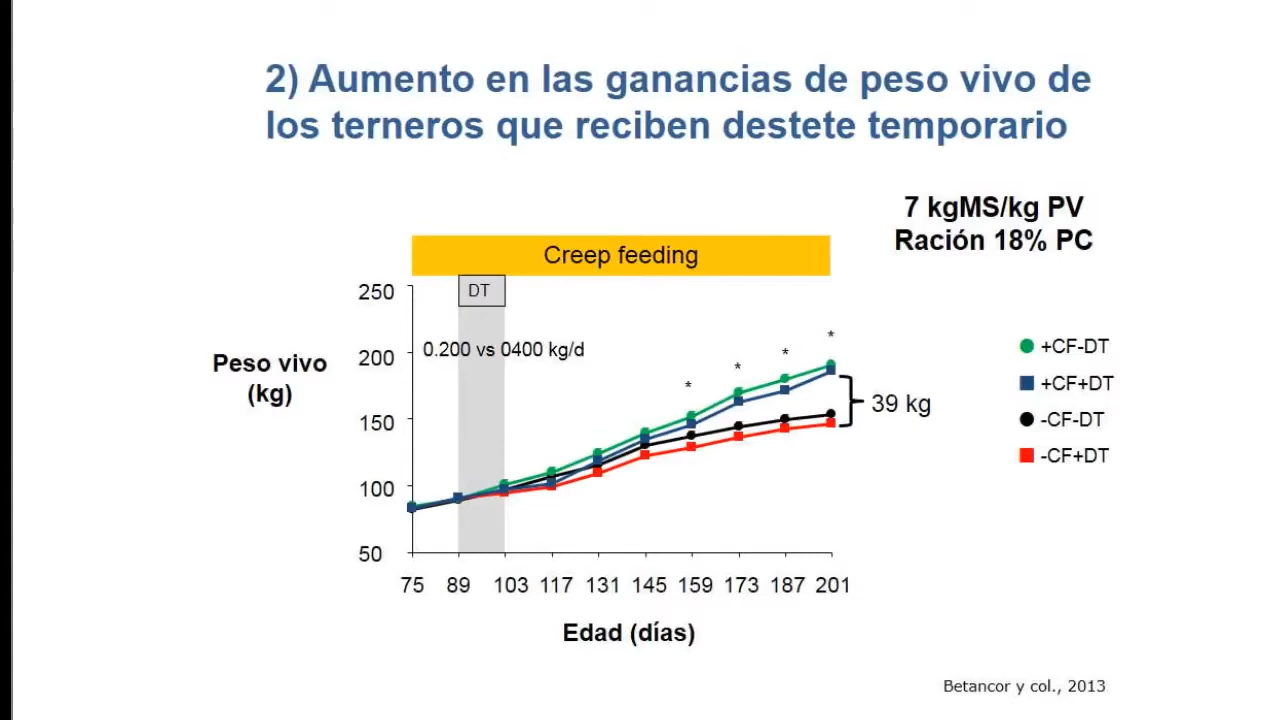 2) Aumento en las ganancias de peso vivo de
los terneros que reciben destete temporario
7 kgMS/kg PV
Ración 18% PC
Creep feeding
DT
0.200 vs 0400 kg/d
Peso vivo
(kg)
250
200
150
100
50
*
*
*
*
39 kg
+CF-DT
+CF+DT
-CF-DT
-CF+DT
75 89 103 117 131 145 159 173 187 201
Edad (días)
Betancor y col., 2013